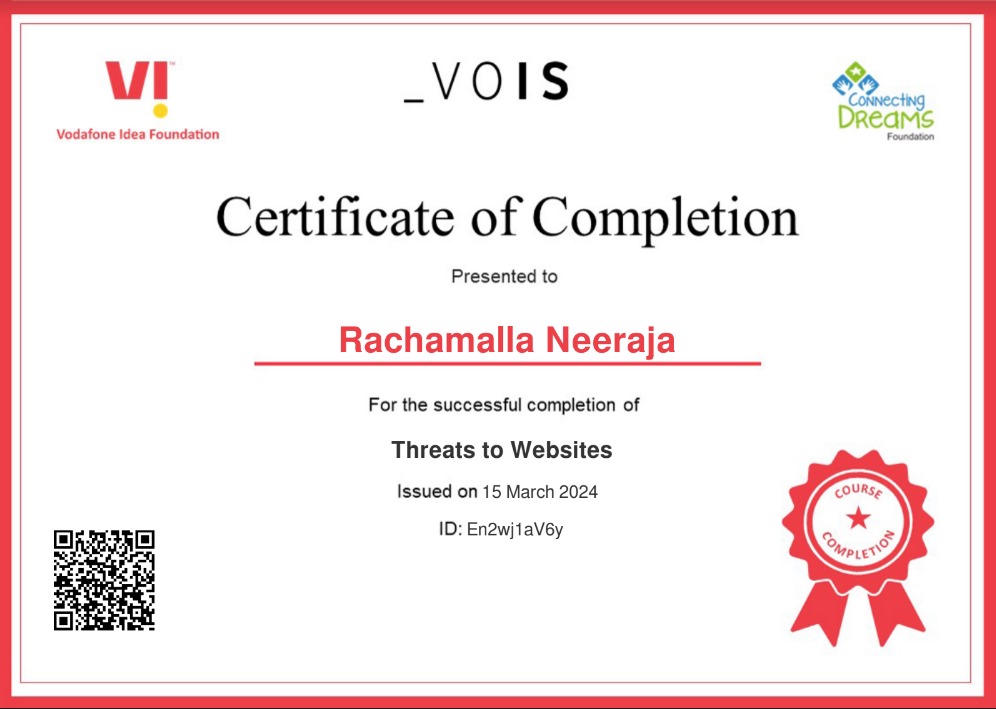 VI™
Vodafone Idea Foundation
_VOIS
Connecting
Dreams
Foundation
Certificate of Completion
Presented to
Rachamalla Neeraja
For the successful completion of
Threats to Websites
Issued on 15 March 2024
ID: En2wj1aV6y
COURSE
COMPLETION